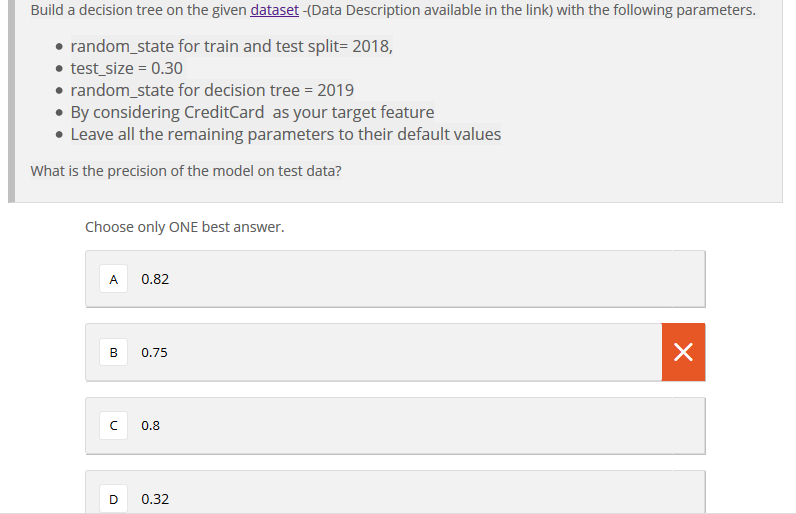 Build a decision tree on the given dataset -(Data Description available in the link) with the following parameters.
random_state for train and test split= 2018,
test_size = 0.30
random_state for decision tree = 2019
By considering CreditCard as your target feature
Leave all the remaining parameters to their default values
What is the precision of the model on test data?
Choose only ONE best answer.
A 0.82
B 0.75
C 0.8
D 0.32